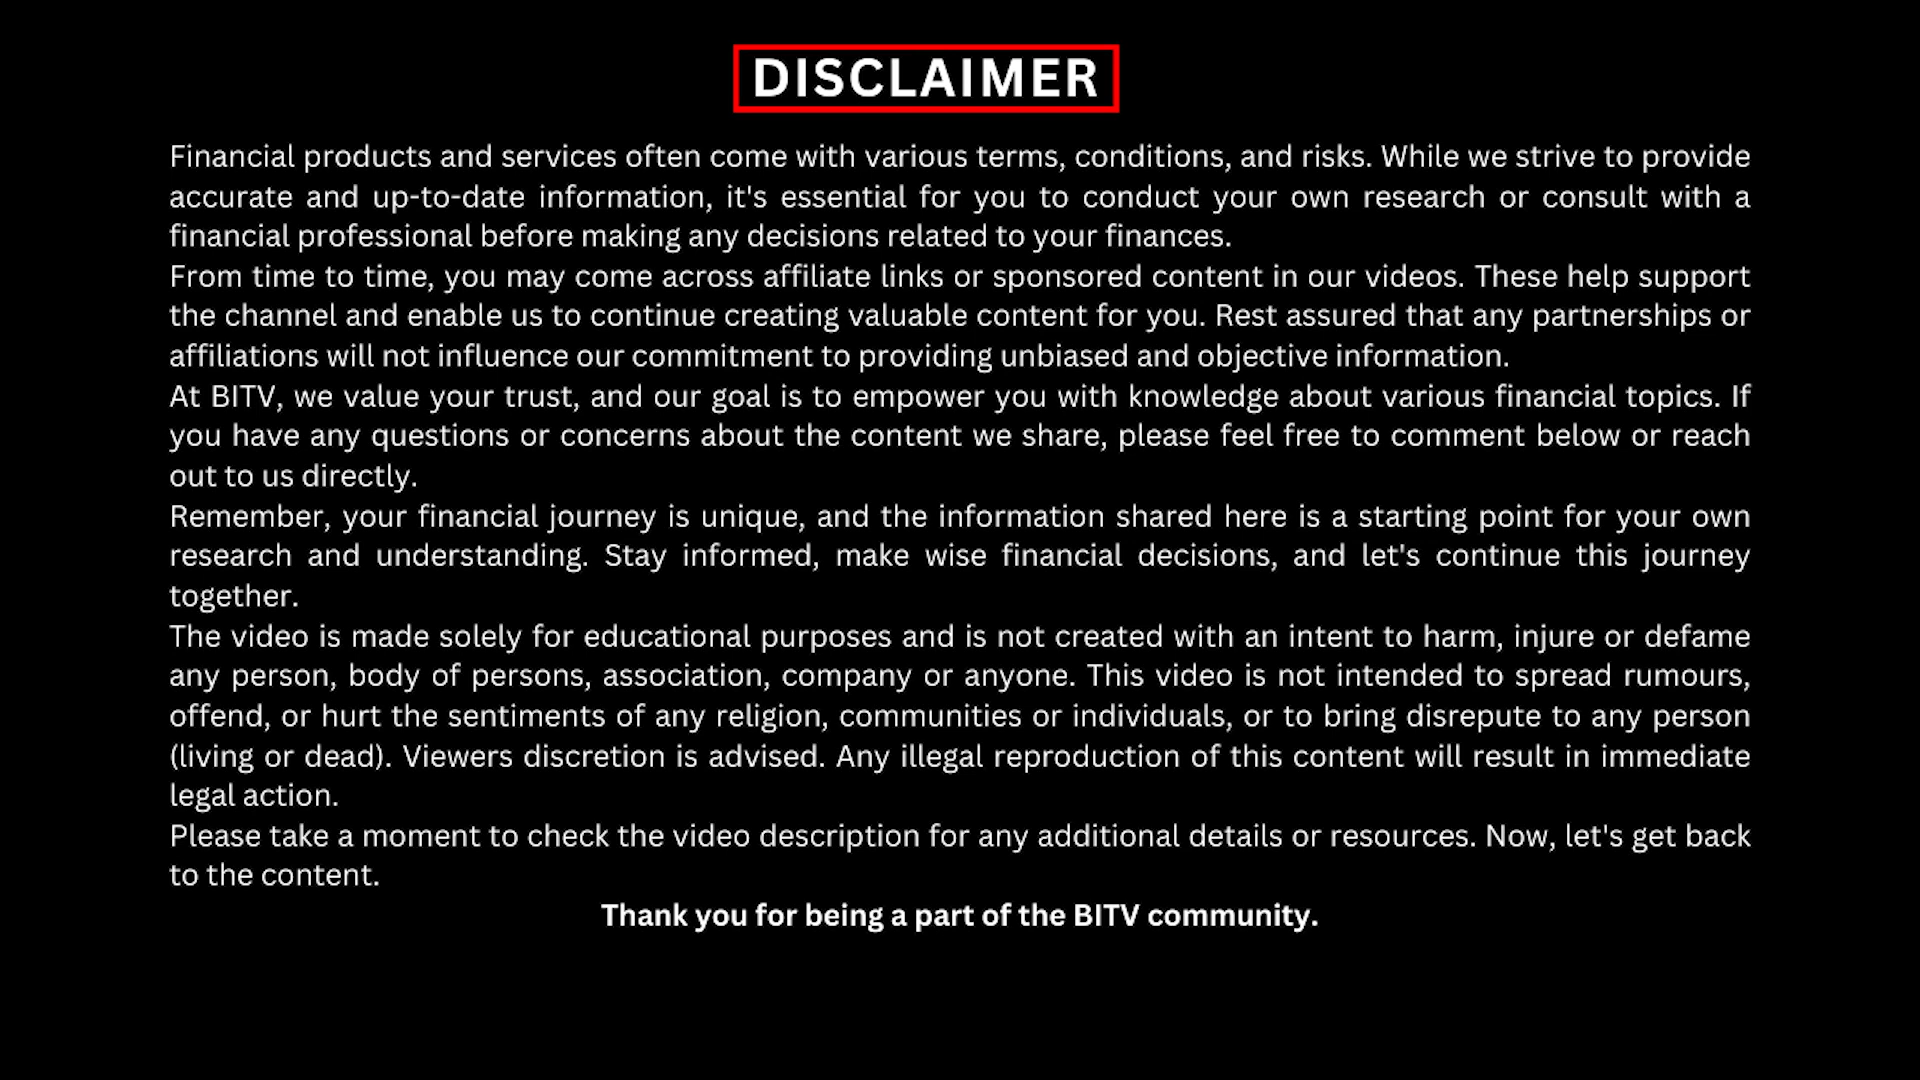 DISCLAIMER
Financial products and services often come with various terms, conditions, and risks. While we strive to provide
accurate and up-to-date information, it's essential for you to conduct your own research or consult with a
financial professional before making any decisions related to your finances.
From time to time, you may come across affiliate links or sponsored content in our videos. These help support
the channel and enable us to continue creating valuable content for you. Rest assured that any partnerships or
affiliations will not influence our commitment to providing unbiased and objective information.
At BITV, we value your trust, and our goal is to empower you with knowledge about various financial topics. If
you have any questions or concerns about the content we share, please feel free to comment below or reach
out to us directly.
Remember, your financial journey is unique, and the information shared here is a starting point for your own
research and understanding. Stay informed, make wise financial decisions, and let's continue this journey
together.
The video is made solely for educational purposes and is not created with an intent to harm, injure or defame
any person, body of persons, association, company or anyone. This video is not intended to spread rumours,
offend, or hurt the sentiments of any religion, communities or individuals, or to bring disrepute to any person
(living or dead). Viewers discretion is advised. Any illegal reproduction of this content will result in immediate
legal action.
Please take a moment to check the video description for any additional details or resources. Now, let's get back
to the content.
Thank you for being a part of the BITV community.